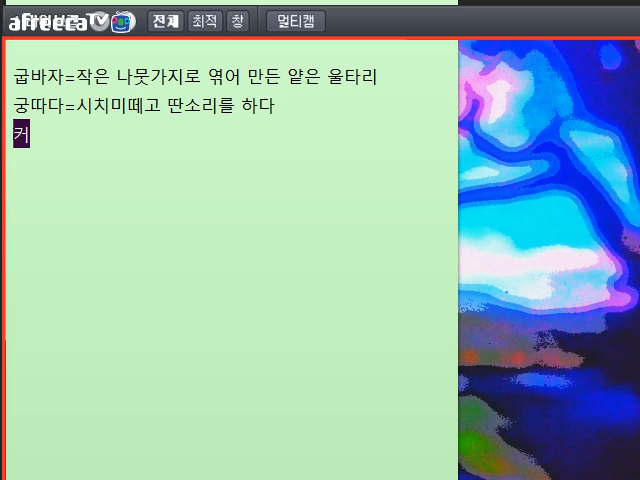 afreeca TV
전체 최적 창 멀티캠
굽바자=작은 나뭇가지로 엮어 만든 얕은 울타리
궁따다=시치미떼고 딴소리를 하다
커